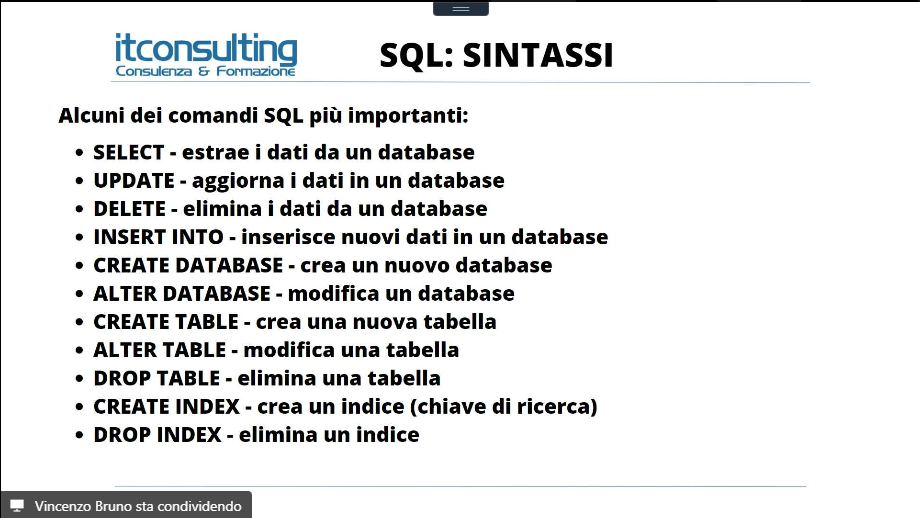 itconsulting
Consulenza & Formazione
SQL: SINTASSI
Alcuni dei comandi SQL più importanti:
• SELECT - estrae i dati da un database
• UPDATE - aggiorna i dati in un database
• DELETE - elimina i dati da un database
• INSERT INTO - inserisce nuovi dati in un database
• CREATE DATABASE - crea un nuovo database
• ALTER DATABASE - modifica un database
• CREATE TABLE - crea una nuova tabella
• ALTER TABLE - modifica una tabella
• DROP TABLE - elimina una tabella
• CREATE INDEX - crea un indice (chiave di ricerca)
• DROP INDEX - elimina un indice
Vincenzo Bruno sta condividendo